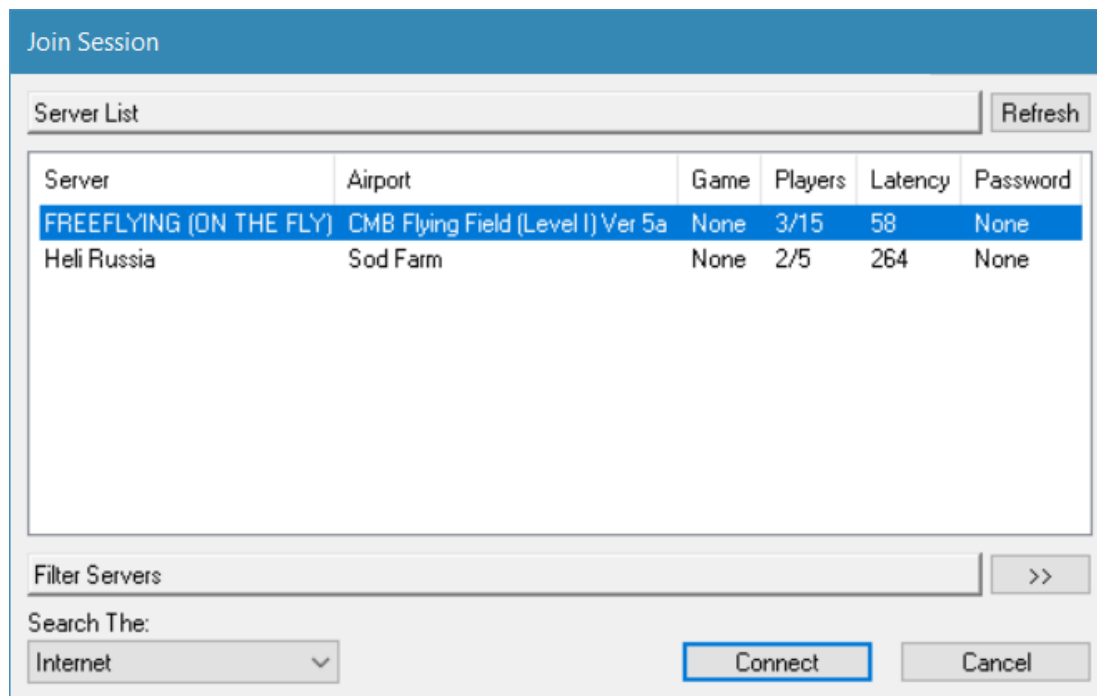 Join Session
Server List Refresh
Server Airport Game Players Latency Password
FREEFLYING (ON THE FLY) CMB Flying Field (Level I) Ver 5a None 3/15 58 None
Heli Russia Sod Farm None 2/5 264 None
Filter Servers >>
Search The:
Internet Connect Cancel